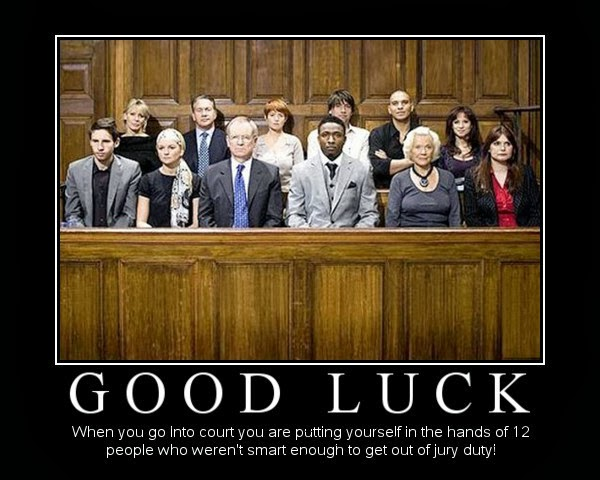 GOOD LUCK
When you go Into court you are putting yourself in the hands of 12
people who weren't smart enough to get out of jury duty!